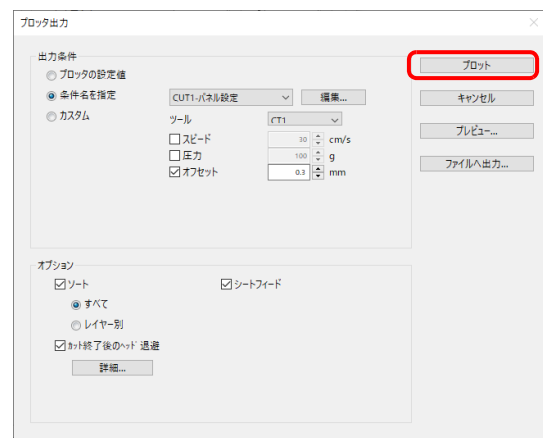 プロッタ出力
出力条件
プロッタの設定値
条件名を指定
CUT1-パネル設定
編集...
カスタム
ツール
CT1
スピード
30
cm/s
圧力
100
g
オフセット
0.3
mm
プロット
キャンセル
プレビュー...
ファイルへ出力...
オプション
ソート
シートフィード
すべて
レイヤー別
カット終了後のヘッド退避
詳細...